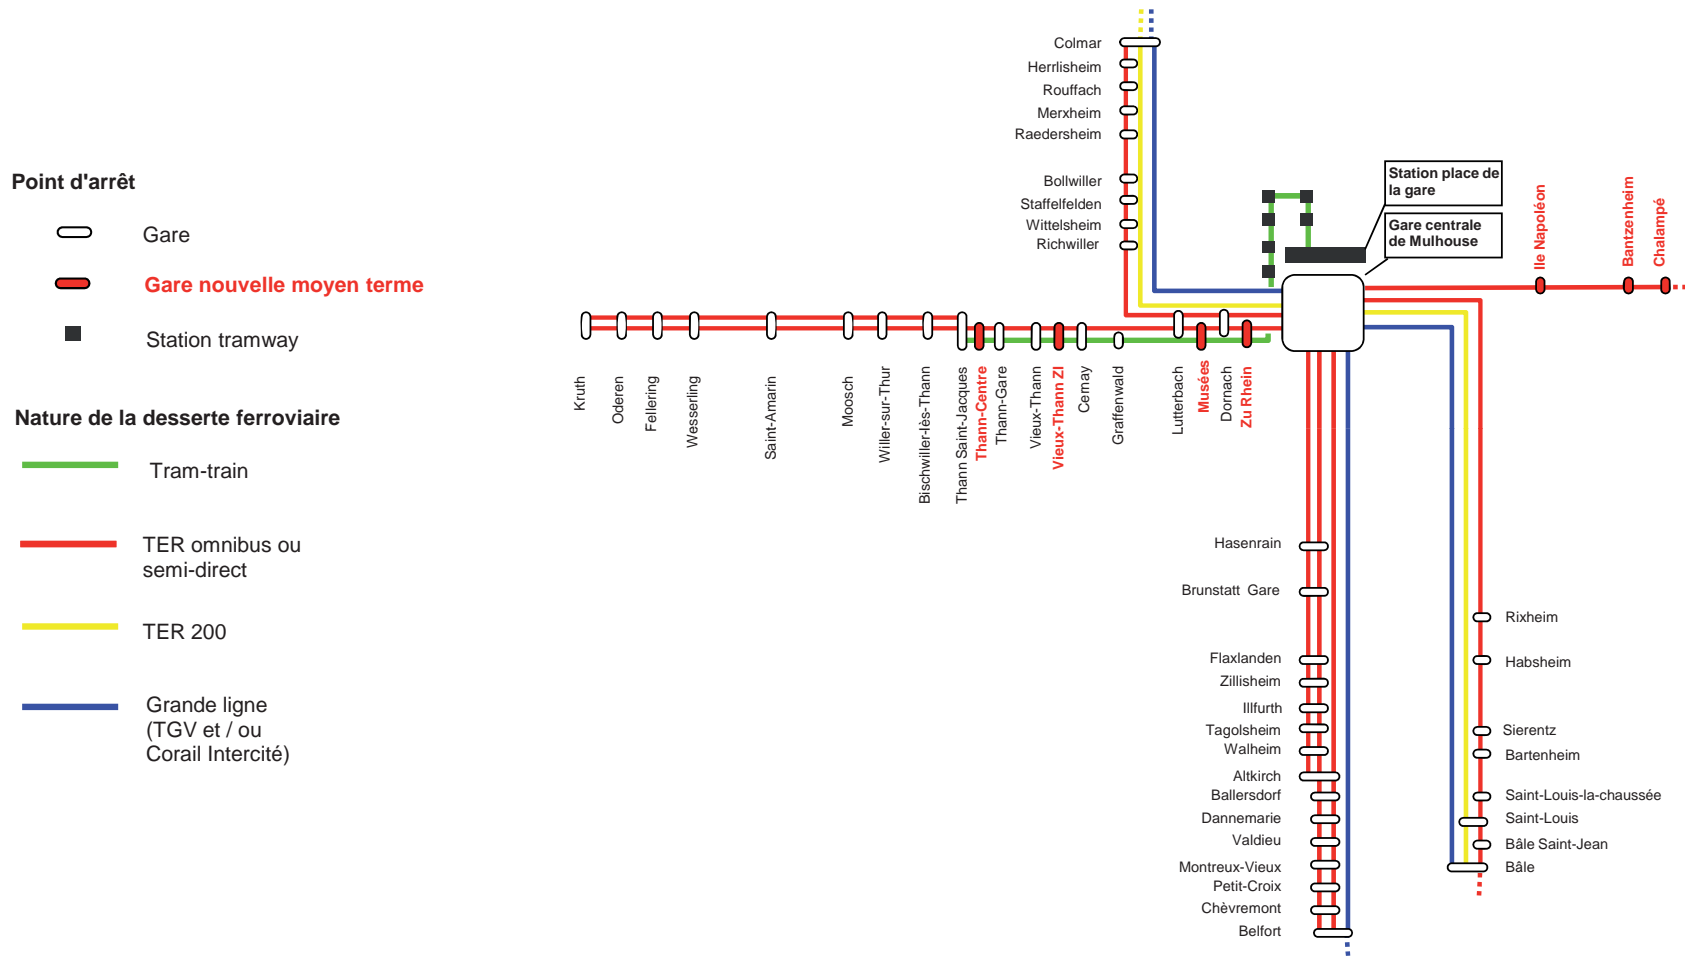 Point d'arrêt
Gare
Gare nouvelle moyen terme
Station tramway
Nature de la desserte ferroviaire
Tram-train
TER omnibus ou
semi-direct
TER 200
Grande ligne
(TGV et / ou
Corail Intercité)
Colmar
Herrlisheim
Rouffach
Merxheim
Raedersheim
Bollwiller
Staffelfelden
Wittelsheim
Richwiller
Station place de
la gare
Gare centrale
de Mulhouse
Ile Napoléon
Bantzenheim
Chalampé
Kruth
Oderen
Fellering
Wesserling
Saint-Amarin
Moosch
Willer-sur-Thur
Bischwiller-lès-Thann
Thann Saint-Jacques
Thann-Centre
Thann-Gare
Vieux-Thann
Vieux-Thann ZI
Cernay
Graffenwald
Lutterbach
Musées
Dornach
Zu Rhein
Hasenrain
Brunstatt Gare
Flaxlanden
Zillisheim
Illfurth
Tagolsheim
Walheim
Altkirch
Ballersdorf
Dannemarie
Valdieu
Montreux-Vieux
Petit-Croix
Chèvremont
Belfort
Rixheim
Habsheim
Sierentz
Bartenheim
Saint-Louis-la-chaussée
Saint-Louis
Bâle Saint-Jean
Bâle